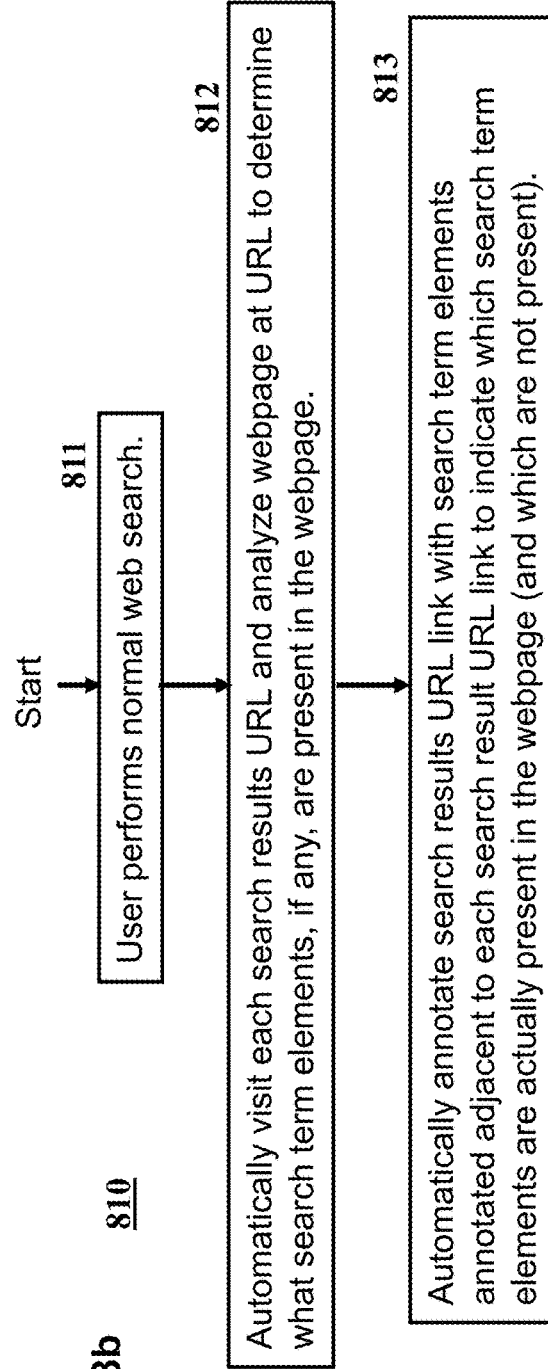 810
Start
811
User performs normal web search.
812
Automatically visit each search results URL and analyze webpage at URL to determine
what search term elements, if any, are present in the webpage.
813
Automatically annotate search results URL link with search term elements
annotated adjacent to each search result URL link to indicate which search term
elements are actually present in the webpage (and which are not present).